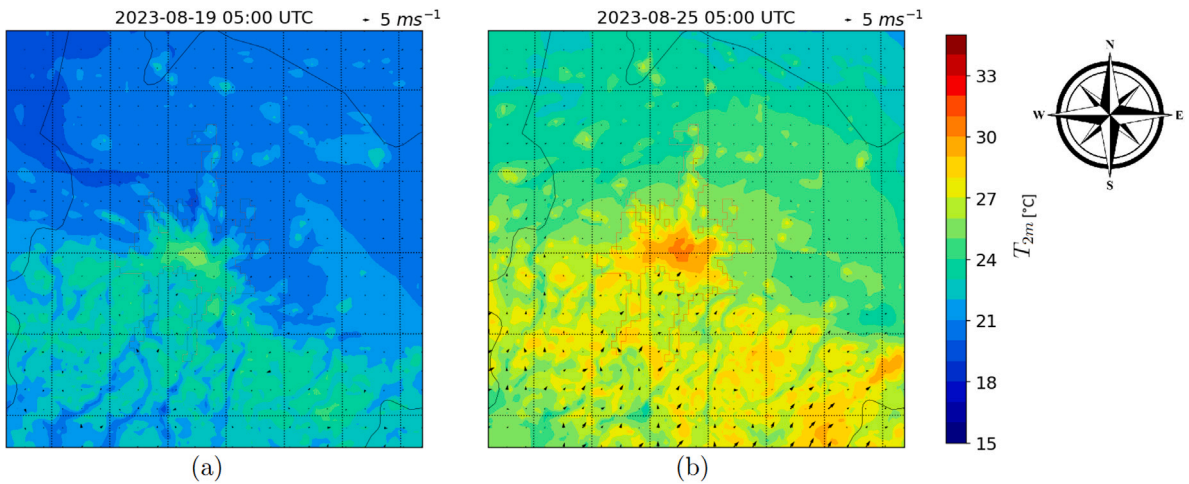 2023-08-19 05:00 UTC
5 ms⁻¹
2023-08-25 05:00 UTC
5 ms⁻¹
33
30
27
24
21
18
15
T2m [°C]
N
W
E
S
(a)
(b)